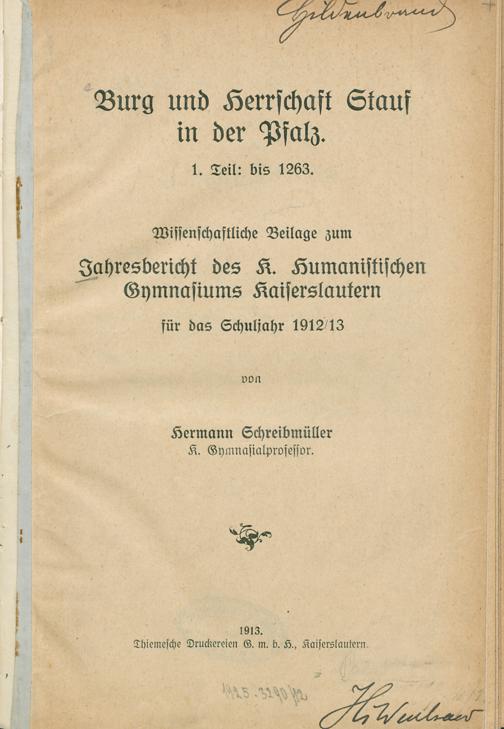 Hildenbrand
Burg und Herrschaft Stauf
in der Pfalz.
1. Teil: bis 1263.
Wissenschaftliche Beilage zum
Jahresbericht des K. Humanistischen
Gymnasiums Kaiserslautern
für das Schuljahr 1912/13
von
Hermann Schreibmüller
K. Gymnasialprofessor.
1913.
Thiemesche Druckereien G. m. b. H., Kaiserslautern.